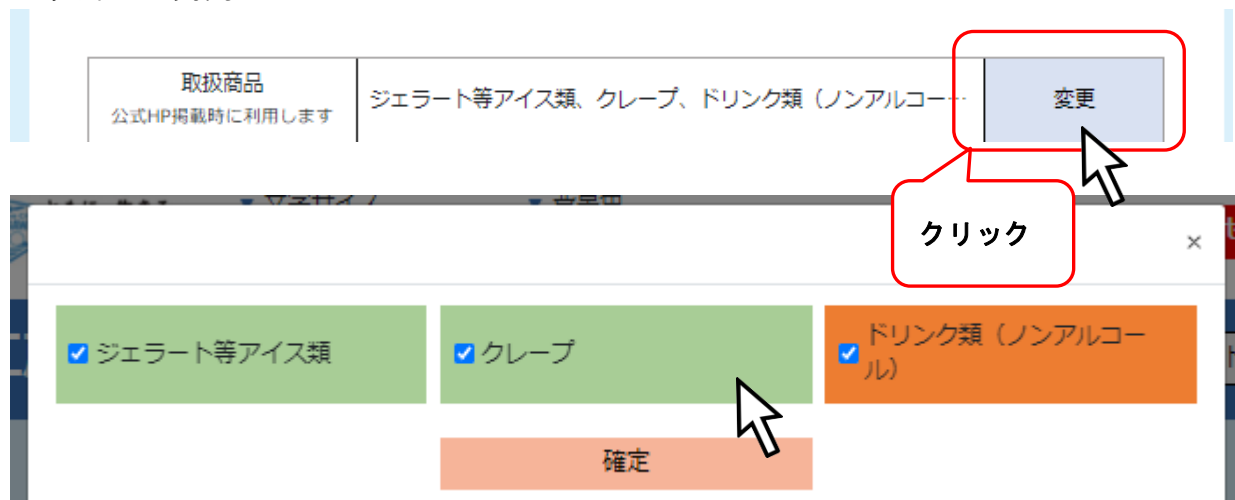 取扱商品
公式HP掲載時に利用します
ジェラート等アイス類、クレープ、ドリンク類（ノンアルコー…
変更
クリック
×
ジェラート等アイス類
クレープ
ドリンク類（ノンアルコー
ル）
確定